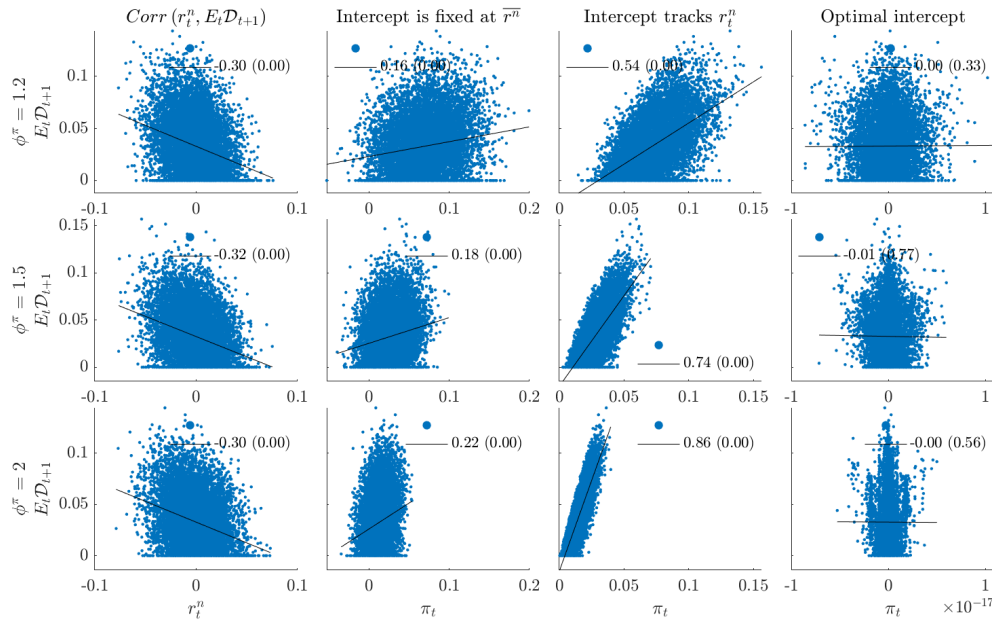 Corr (r_t^n, E_tD_{t+1})
Intercept is fixed at \overline{r^n}
Intercept tracks r_t^n
Optimal intercept
ϕ^π = 1.2
E_tD_{t+1}
0.1
0.05
0
-0.30 (0.00)
0.16 (0.00)
0.54 (0.00)
-0.00 (0.33)
-0.1 0 0.1
0 0.1 0.2
0 0.05 0.1 0.15
-1 0 1
ϕ^π = 1.5
E_tD_{t+1}
0.15
0.1
0.05
0
-0.32 (0.00)
0.18 (0.00)
0.74 (0.00)
-0.01 (0.77)
-0.1 0 0.1
0 0.1 0.2
0 0.05 0.1 0.15
-1 0 1
ϕ^π = 2
E_tD_{t+1}
0.1
0.05
0
-0.30 (0.00)
0.22 (0.00)
0.86 (0.00)
-0.00 (0.56)
-0.1 0 0.1
0 0.1 0.2
0 0.05 0.1 0.15
-1 0 1
r_t^n
π_t
π_t
π_t
×10^{-17}